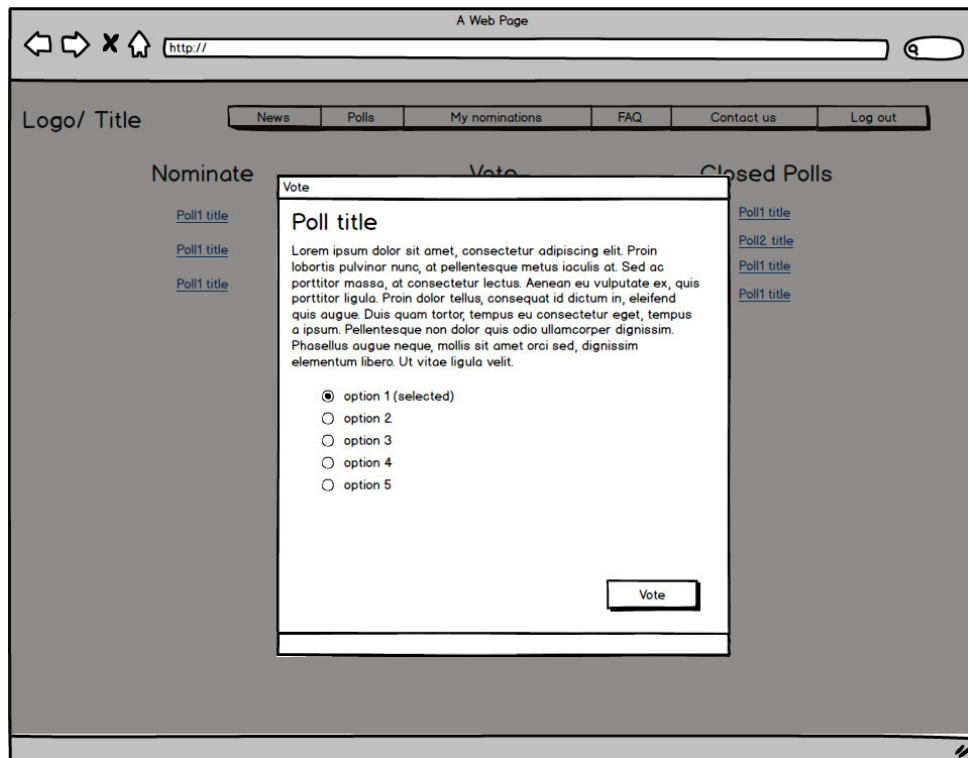 A Web Page
http://
Logo/ Title
News Polls My nominations FAQ Contact us Log out
Nominate Vote Closed Polls
Poll1 title
Poll1 title
Poll1 title
Vote
Poll title
Lorem ipsum dolor sit amet, consectetur adipiscing elit. Proin
lobortis pulvinar nunc, at pellentesque metus iaculis at. Sed ac
porttitor massa, at consectetur lectus. Aenean eu vulputate ex, quis
porttitor ligula. Proin dolor tellus, consequat id dictum in, eleifend
quis augue. Duis quam tortor, tempus eu consectetur eget, tempus
a ipsum. Pellentesque non dolor quis odio ullamcorper dignissim.
Phasellus augue neque, mollis sit amet orci sed, dignissim
elementum libero. Ut vitae ligula velit.
option 1 (selected)
option 2
option 3
option 4
option 5
Vote
Poll1 title
Poll2 title
Poll1 title
Poll1 title